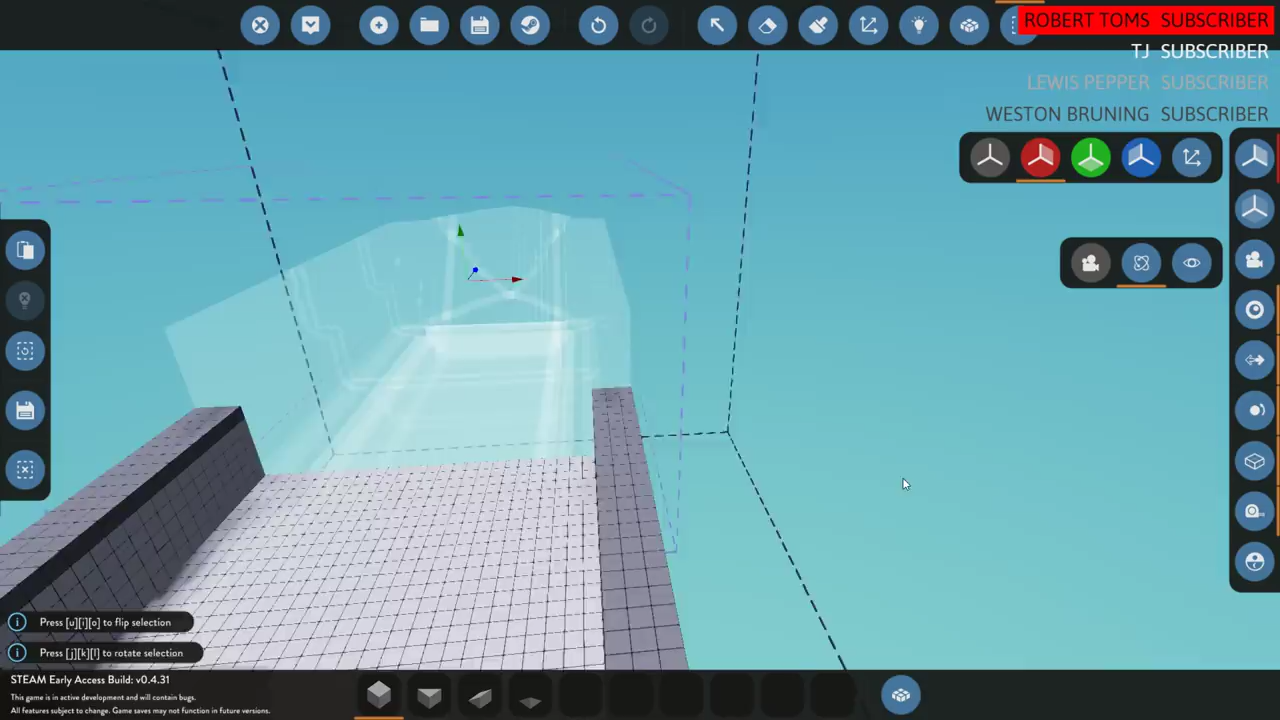 ROBERT TOMS SUBSCRIBER
TJ SUBSCRIBER
LEWIS PEPPER SUBSCRIBER
WESTON BRUNING SUBSCRIBER
Press [u][i][o] to flip selection
Press [j][k][l] to rotate selection
STEAM Early Access Build: v0.4.31
This game is in active development and will contain bugs.
All features subject to change. Game saves may not function in future versions.